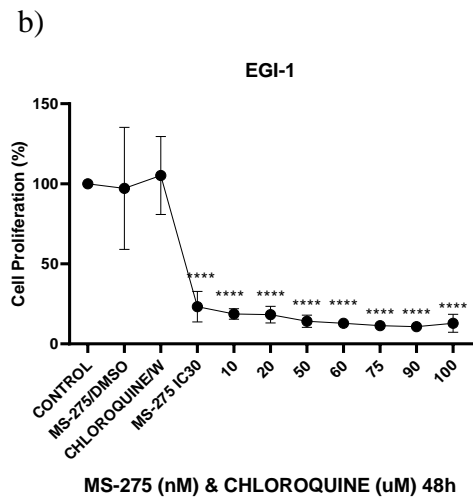 b)
EGI-1
Cell Proliferation (%)
150
100
50
0
**** **** **** **** **** **** **** ****
CONTROL
MS-275/DMSO
CHLOROQUINE/W
MS-275 IC30
10
20
50
60
75
90
100
MS-275 (nM) & CHLOROQUINE (uM) 48h